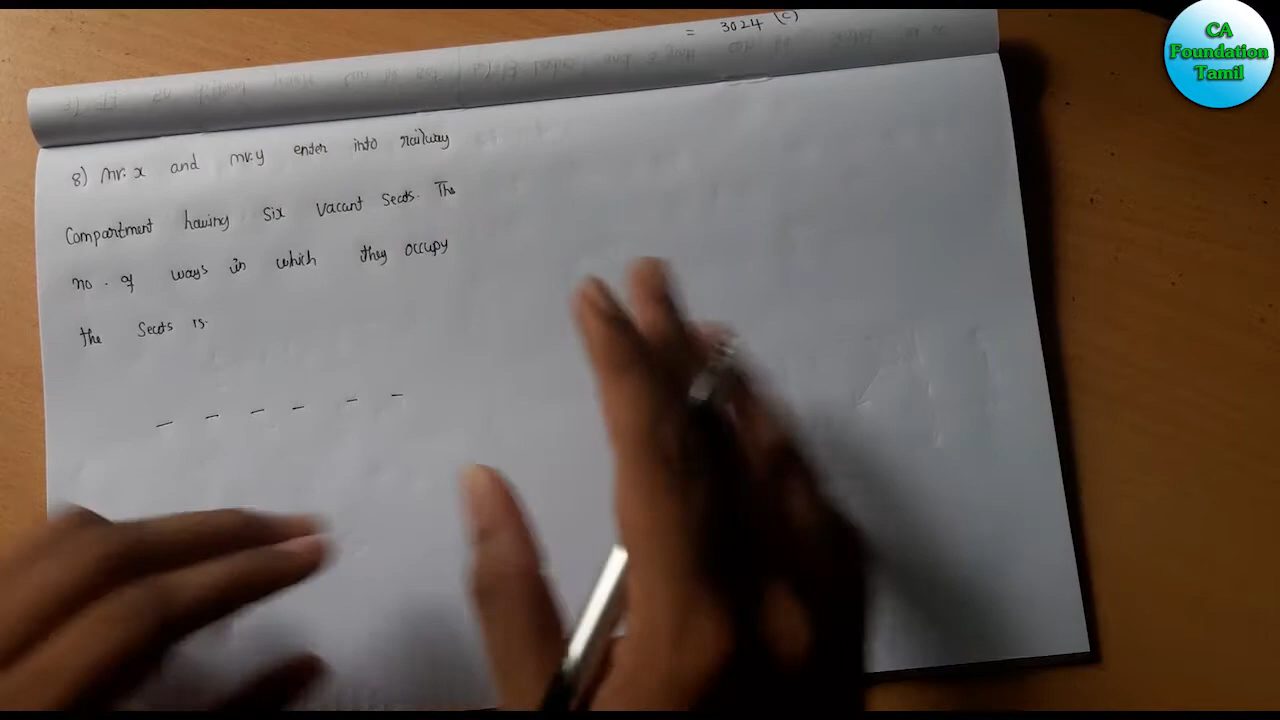 = 3024 (c)
CA
Foundation
Tamil
8) Mr. x and mr.y enter into railway
Compartment having six vacant seats. The
no. of ways in which they occupy
the seats is.